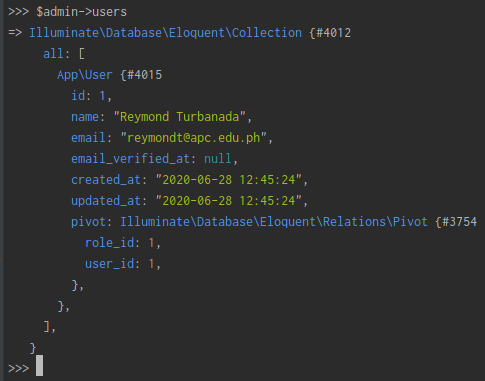 >>> $admin->users
=> Illuminate\Database\Eloquent\Collection {#4012
all: [
App\User {#4015
id: 1,
name: "Reymond Turbanada",
email: "reymondt@apc.edu.ph",
email_verified_at: null,
created_at: "2020-06-28 12:45:24",
updated_at: "2020-06-28 12:45:24",
pivot: Illuminate\Database\Eloquent\Relations\Pivot {#3754
role_id: 1,
user_id: 1,
},
},
],
}
>>>